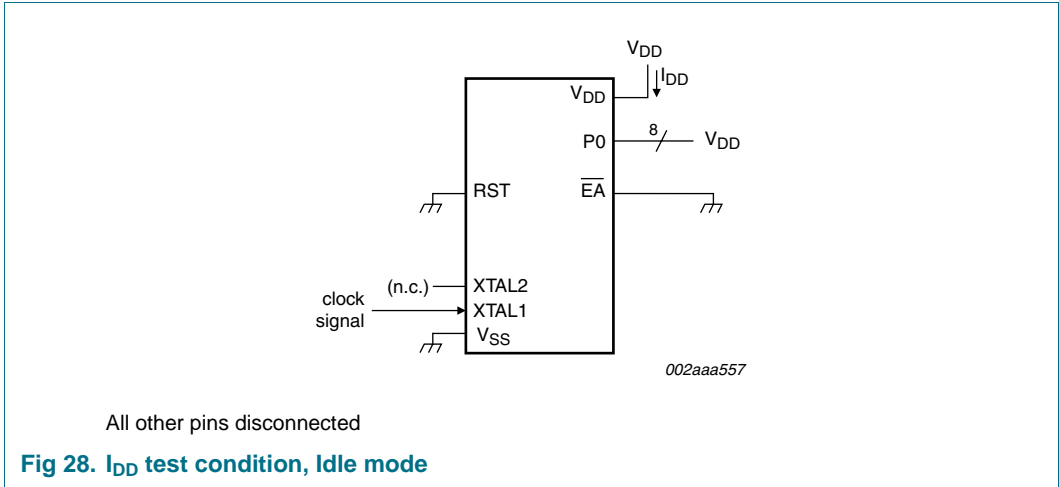 VDD
IDD
VDD
8
P0
VDD
RST
EA
(n.c.)
XTAL2
clock
signal
XTAL1
VSS
002aaa557
All other pins disconnected
Fig 28. IDD test condition, Idle mode